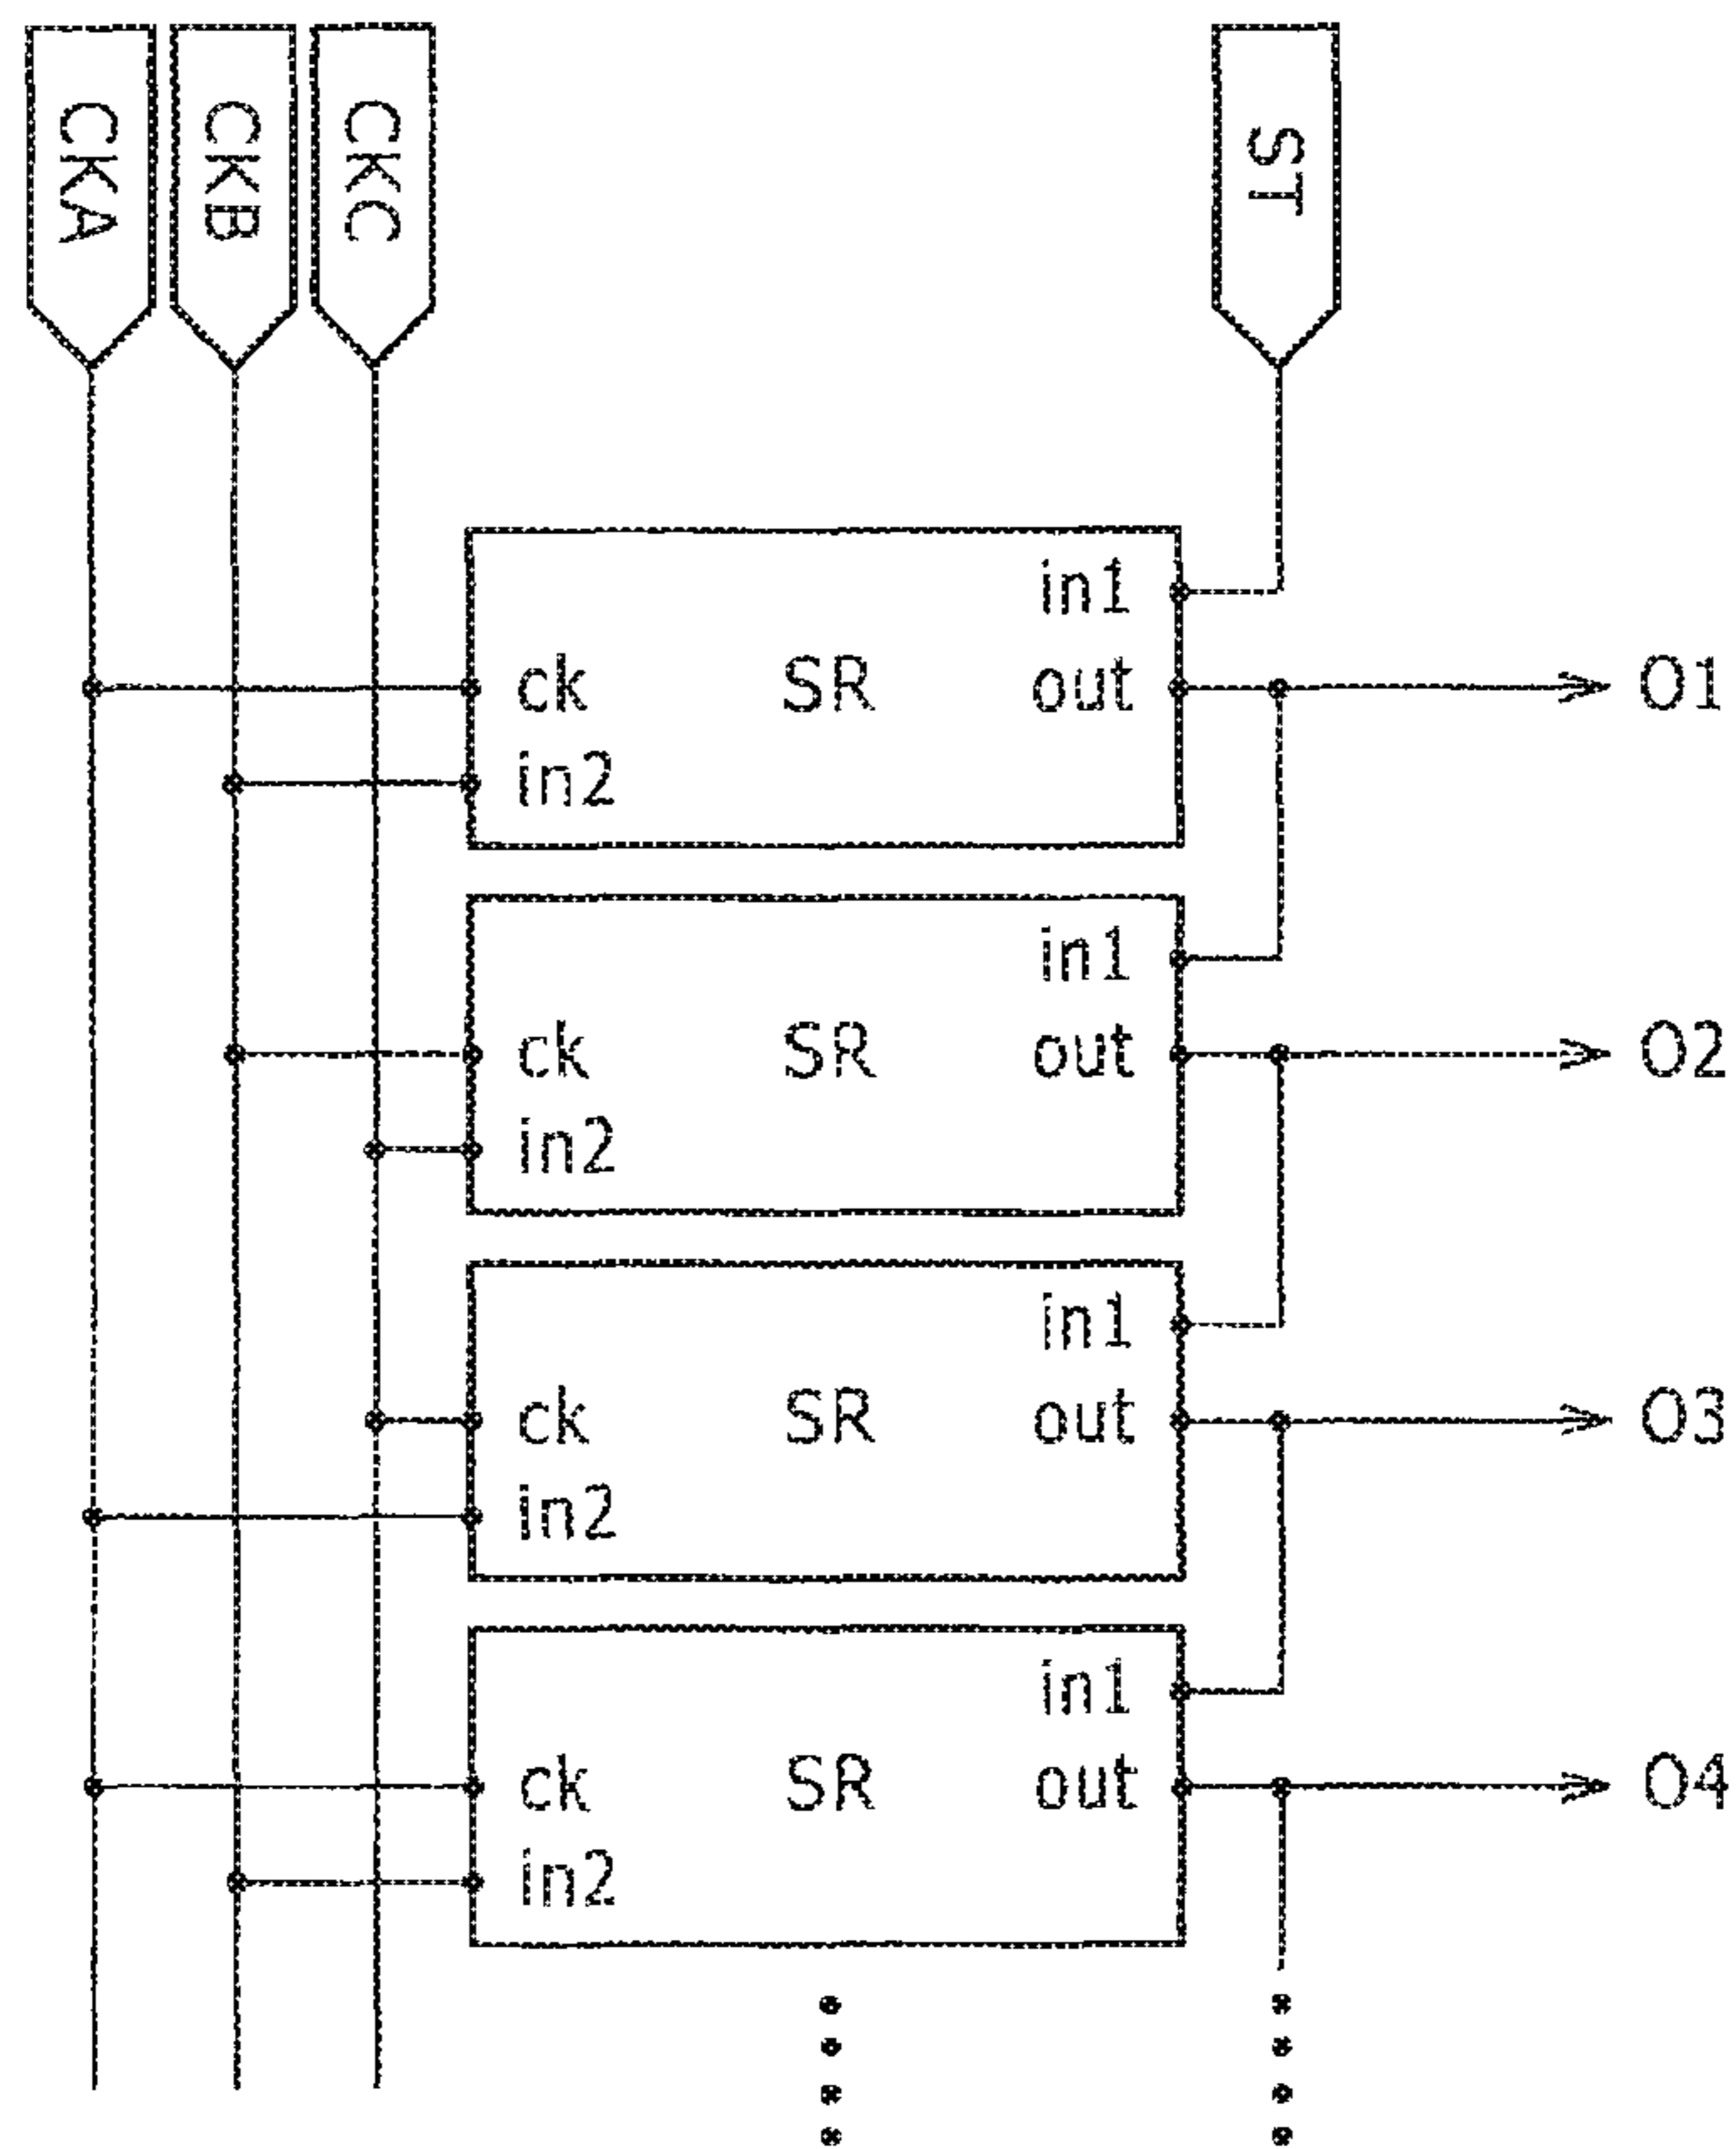 CKA CKB CKC ST
in1
ck SR out O1
in2
in1
ck SR out O2
in2
in1
ck SR out O3
in2
in1
ck SR out O4
in2